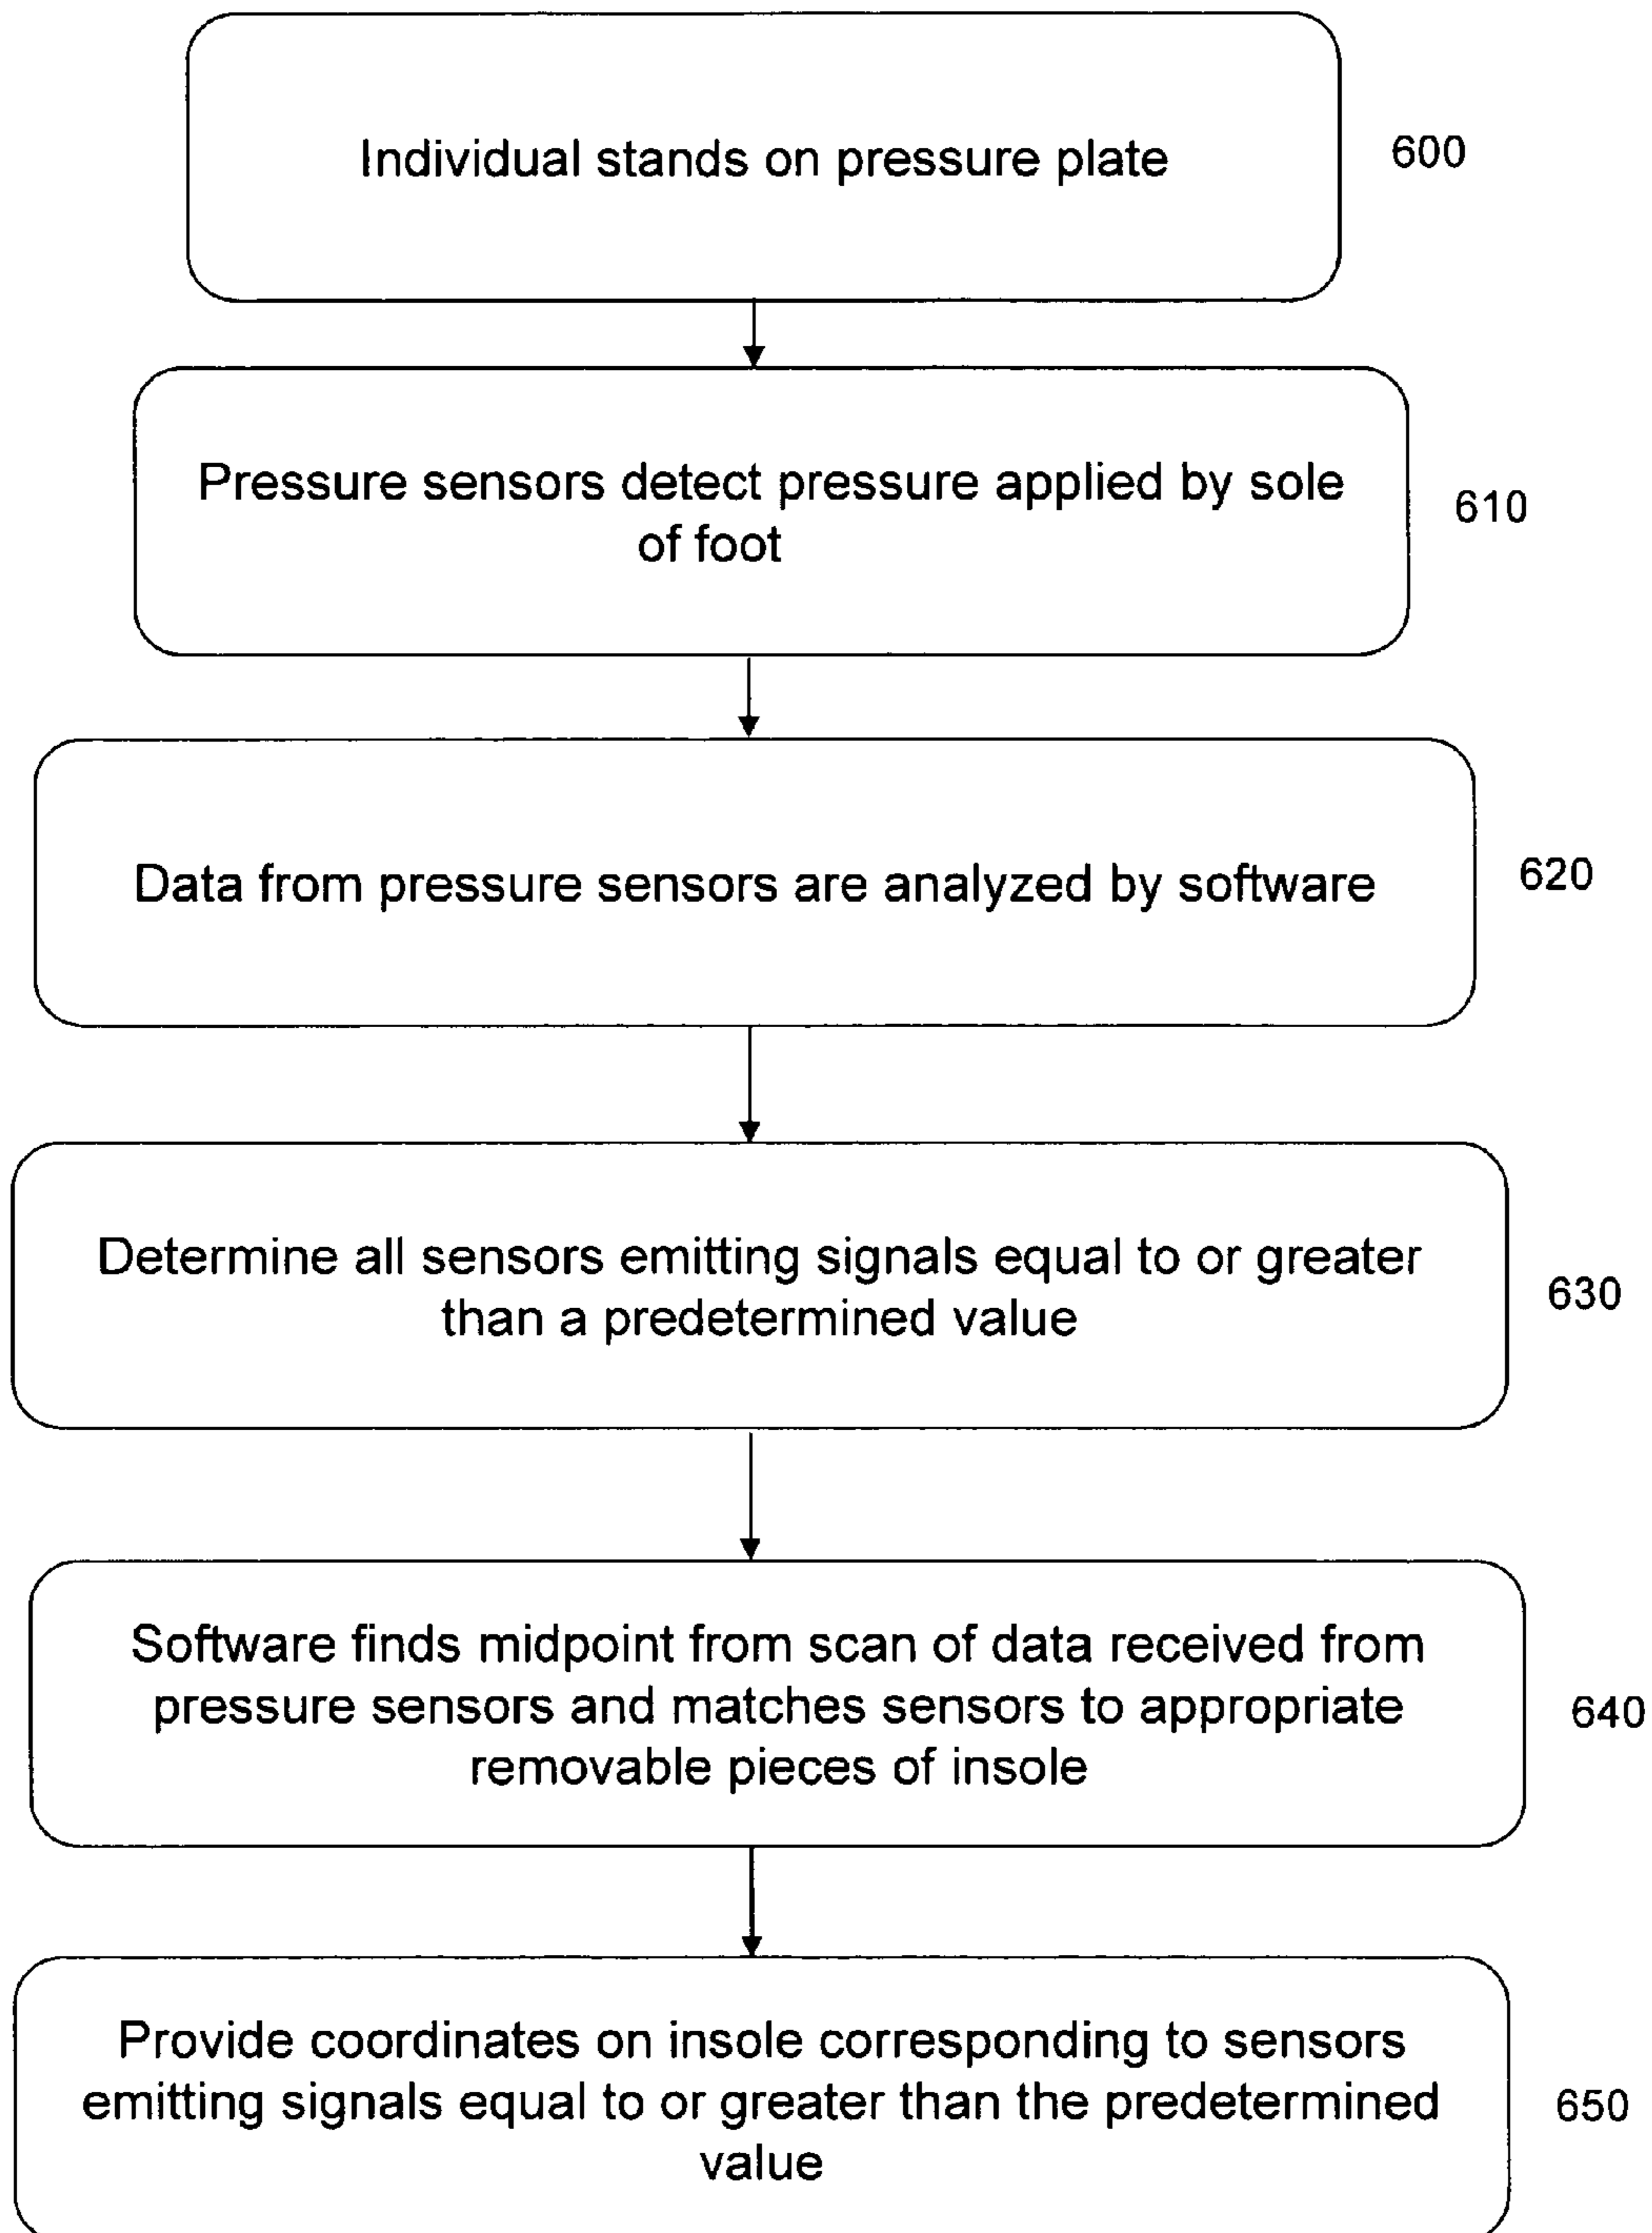 Individual stands on pressure plate
600
Pressure sensors detect pressure applied by sole
of foot
610
Data from pressure sensors are analyzed by software
620
Determine all sensors emitting signals equal to or greater
than a predetermined value
630
Software finds midpoint from scan of data received from
pressure sensors and matches sensors to appropriate
removable pieces of insole
640
Provide coordinates on insole corresponding to sensors
emitting signals equal to or greater than the predetermined
value
650